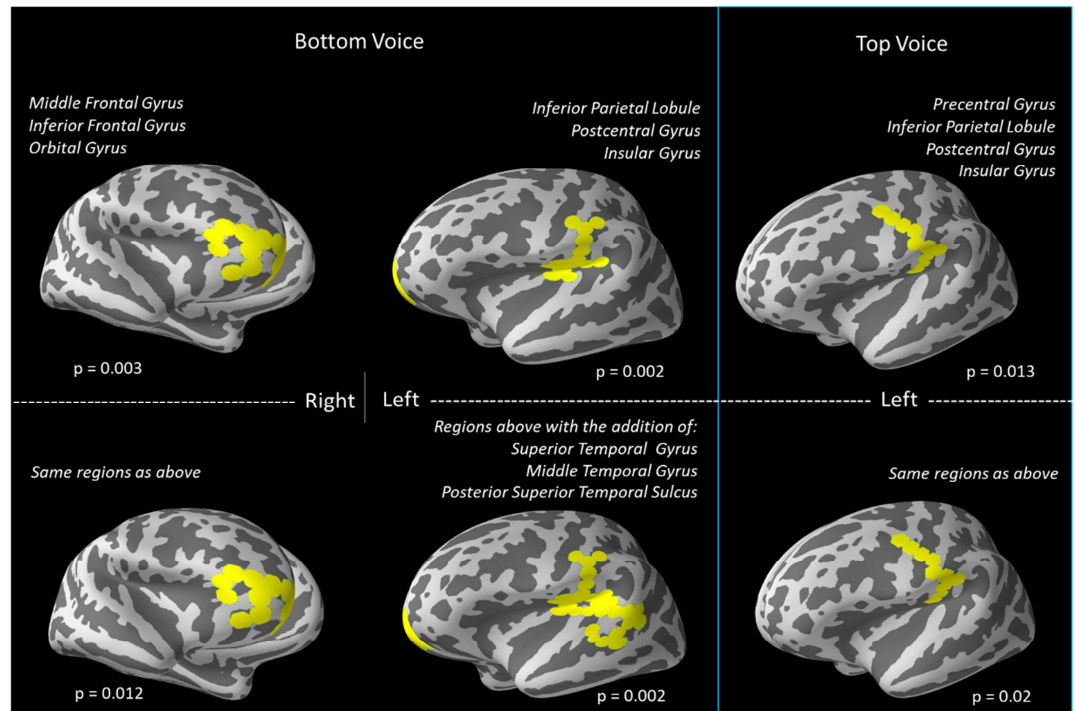 Bottom Voice
Top Voice
Middle Frontal Gyrus
Inferior Frontal Gyrus
Orbital Gyrus
Inferior Parietal Lobule
Postcentral Gyrus
Insular Gyrus
Precentral Gyrus
Inferior Parietal Lobule
Postcentral Gyrus
Insular Gyrus
p = 0.003
p = 0.002
p = 0.013
Right
Left
Left
Same regions as above
Regions above with the addition of:
Superior Temporal Gyrus
Middle Temporal Gyrus
Posterior Superior Temporal Sulcus
Same regions as above
p = 0.012
p = 0.002
p = 0.02